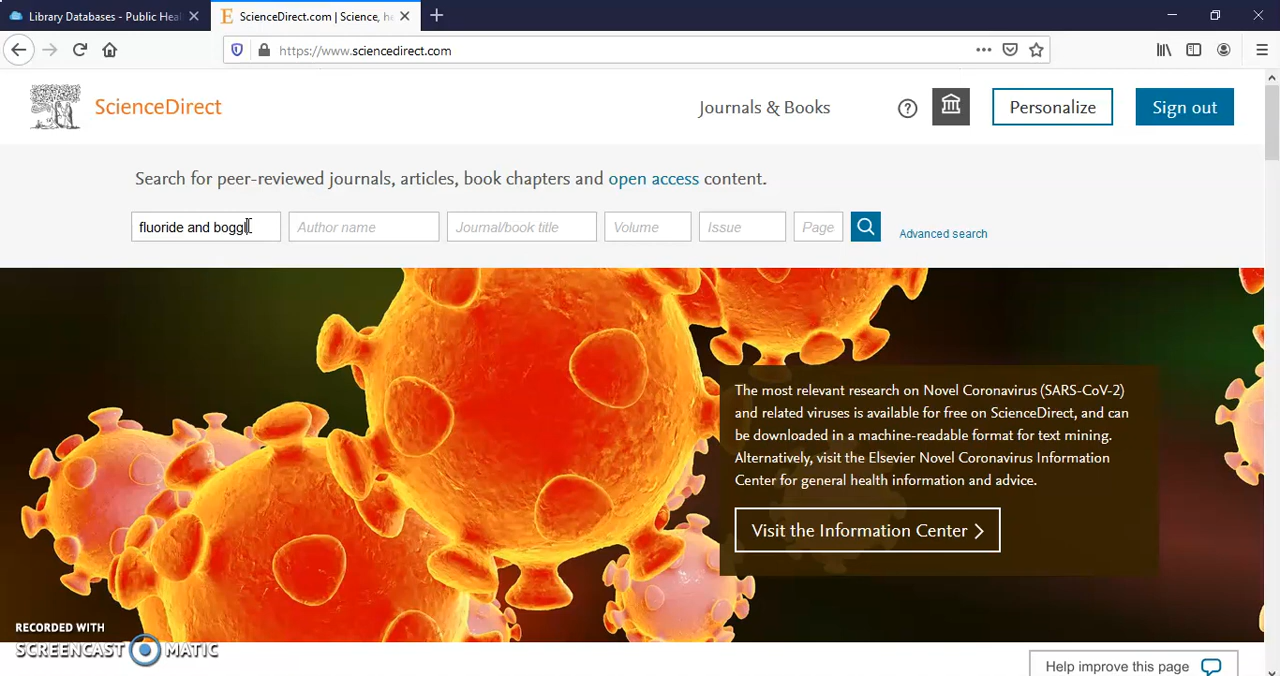 Library Databases - Public Heal
ScienceDirect.com | Science, he
https://www.sciencedirect.com
ScienceDirect
Journals & Books
?
Personalize
Sign out
Search for peer-reviewed journals, articles, book chapters and open access content.
fluoride and boggi
Author name
Journal/book title
Volume
Issue
Page
Advanced search
The most relevant research on Novel Coronavirus (SARS-CoV-2)
and related viruses is available for free on ScienceDirect, and can
be downloaded in a machine-readable format for text mining.
Alternatively, visit the Elsevier Novel Coronavirus Information
Center for general health information and advice.
Visit the Information Center
RECORDED WITH
SCREENCAST MATIC
Help improve this page